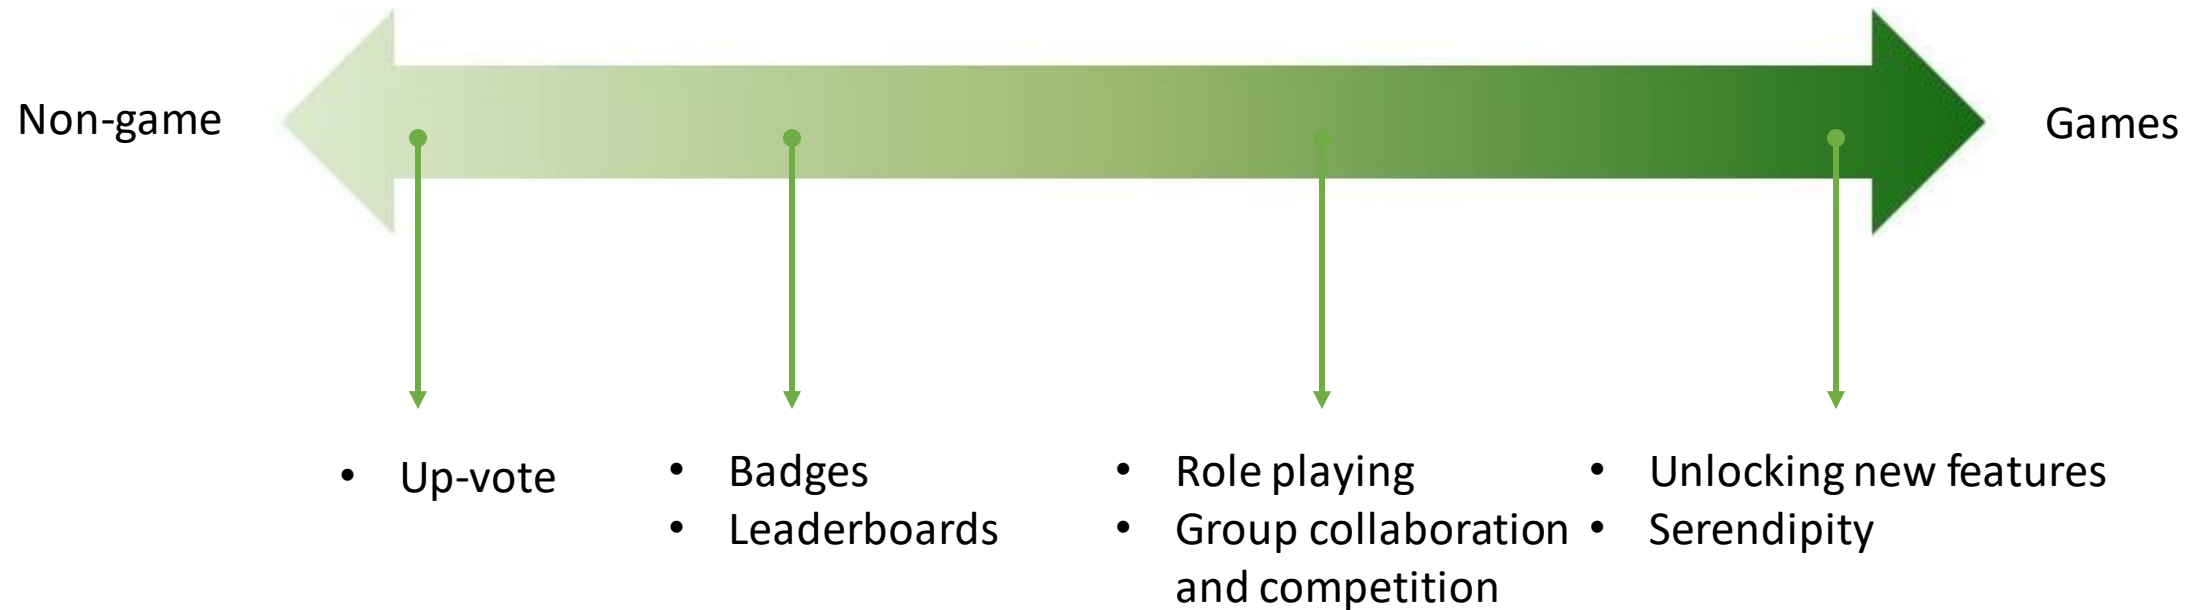 Non-game
Games
• Up-vote
• Badges
• Leaderboards
• Role playing
• Group collaboration
and competition
• Unlocking new features
• Serendipity